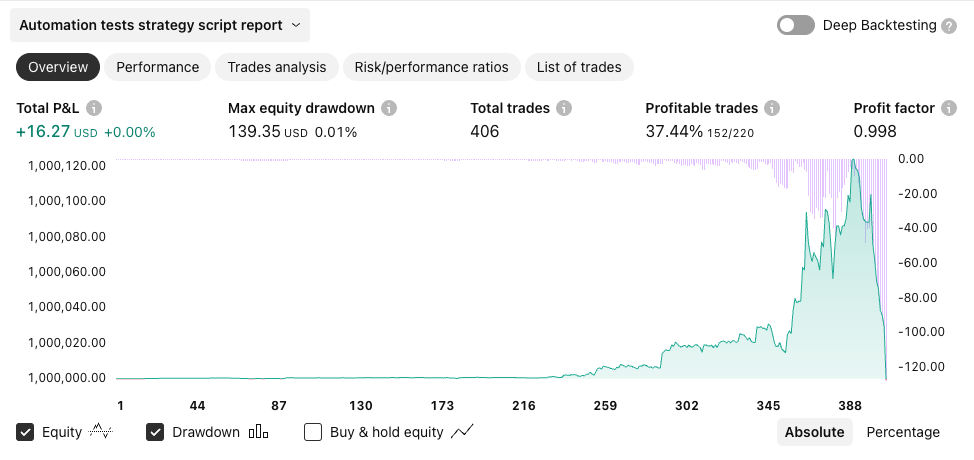 Automation tests strategy script report
Deep Backtesting
Overview Performance Trades analysis Risk/performance ratios List of trades
Total P&L Max equity drawdown Total trades Profitable trades Profit factor
+16.27 USD +0.00% 139.35 USD 0.01% 406 37.44% 152/220 0.998
1,000,120.00 0.00
1,000,100.00 -20.00
1,000,080.00 -40.00
1,000,060.00 -60.00
1,000,040.00 -80.00
1,000,020.00 -100.00
1,000,000.00 -120.00
1 44 87 130 173 216 259 302 345 388
Equity Drawdown Buy & hold equity Absolute Percentage